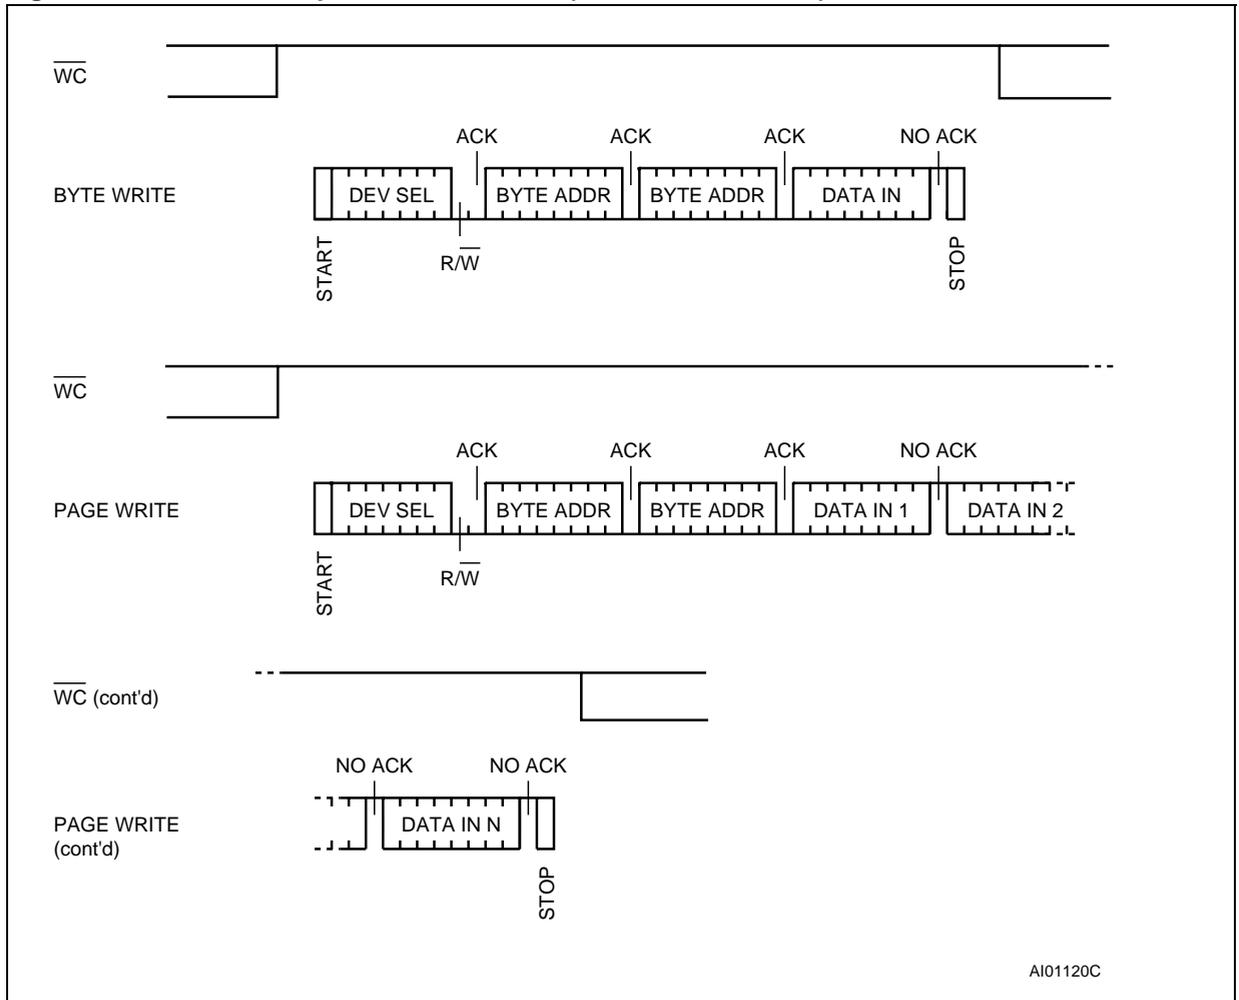 WC
ACK ACK ACK NO ACK
BYTE WRITE DEV SEL BYTE ADDR BYTE ADDR DATA IN
R/W
START STOP
WC
ACK ACK ACK NO ACK
PAGE WRITE DEV SEL BYTE ADDR BYTE ADDR DATA IN 1 DATA IN 2
R/W
START
WC (cont'd)
NO ACK NO ACK
PAGE WRITE DATA IN N
(cont'd)
STOP
AI01120C